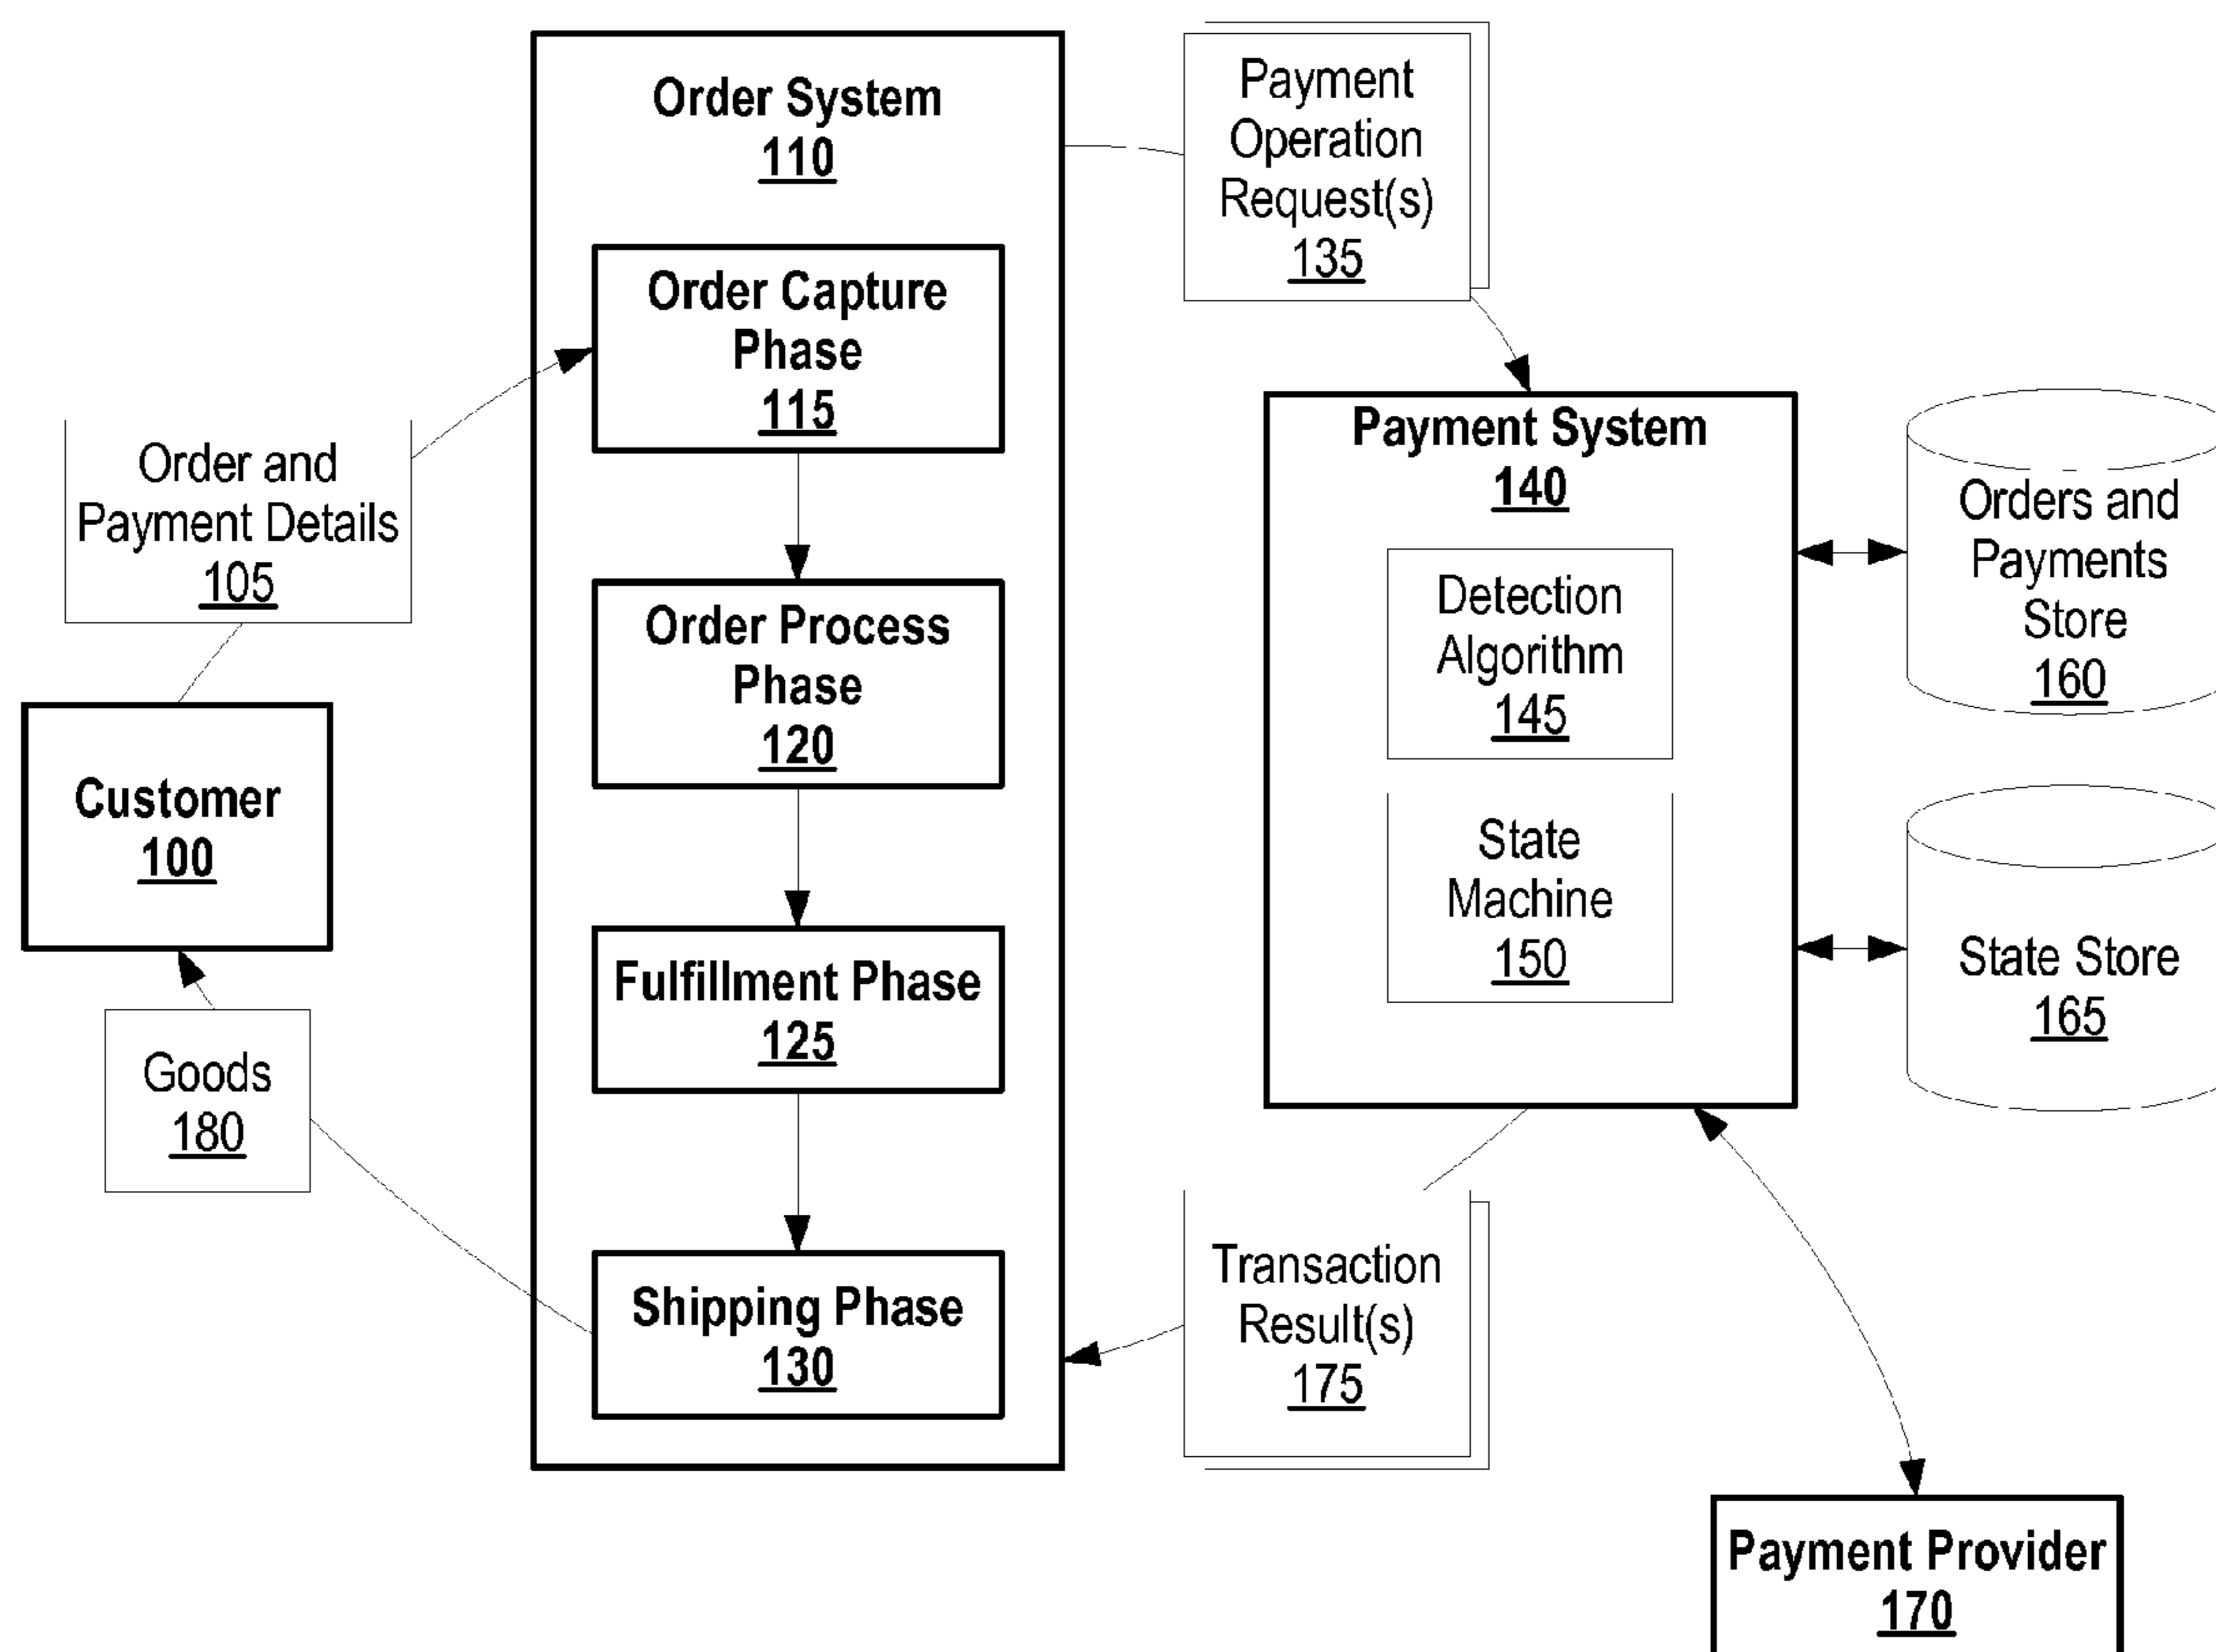 Order System
110
Order Capture
Phase
115
Order Process
Phase
120
Fulfillment Phase
125
Shipping Phase
130
Payment
Operation
Request(s)
135
Order and
Payment Details
105
Customer
100
Goods
180
Payment System
140
Detection
Algorithm
145
State
Machine
150
Orders and
Payments
Store
160
State Store
165
Transaction
Result(s)
175
Payment Provider
170